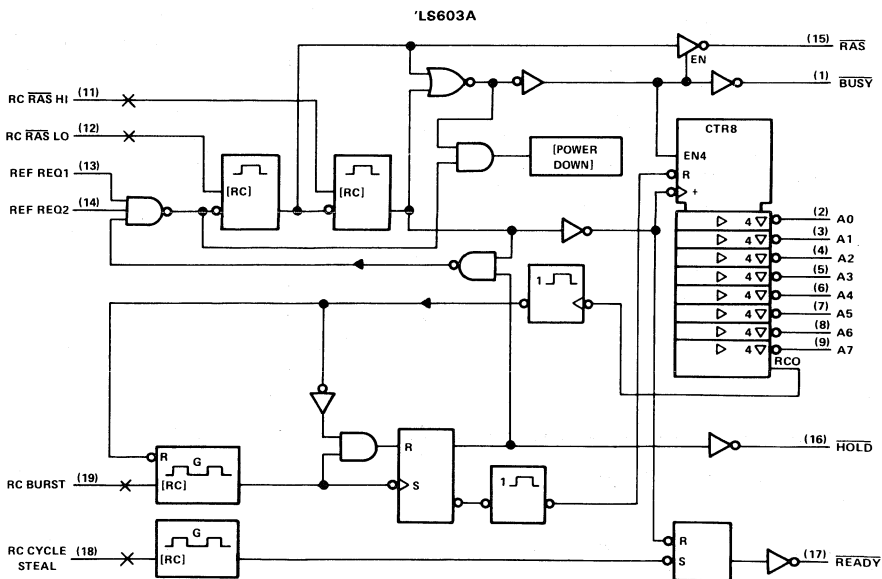 'LS603A
(15) RAS
EN
(1) BUSY
RC RAS HI (11)
RC RAS LO (12)
REF REQ1 (13)
REF REQ2 (14)
[RC]
[RC]
[POWER
DOWN]
CTR8
EN4
R
+
4 (2) A0
4 (3) A1
4 (4) A2
4 (5) A3
4 (6) A4
4 (7) A5
4 (8) A6
4 (9) A7
RCO
1
R
G
[RC]
RC BURST (19)
R
S
(16) HOLD
1
RC CYCLE (18)
STEAL
G
[RC]
R
S
(17) READY